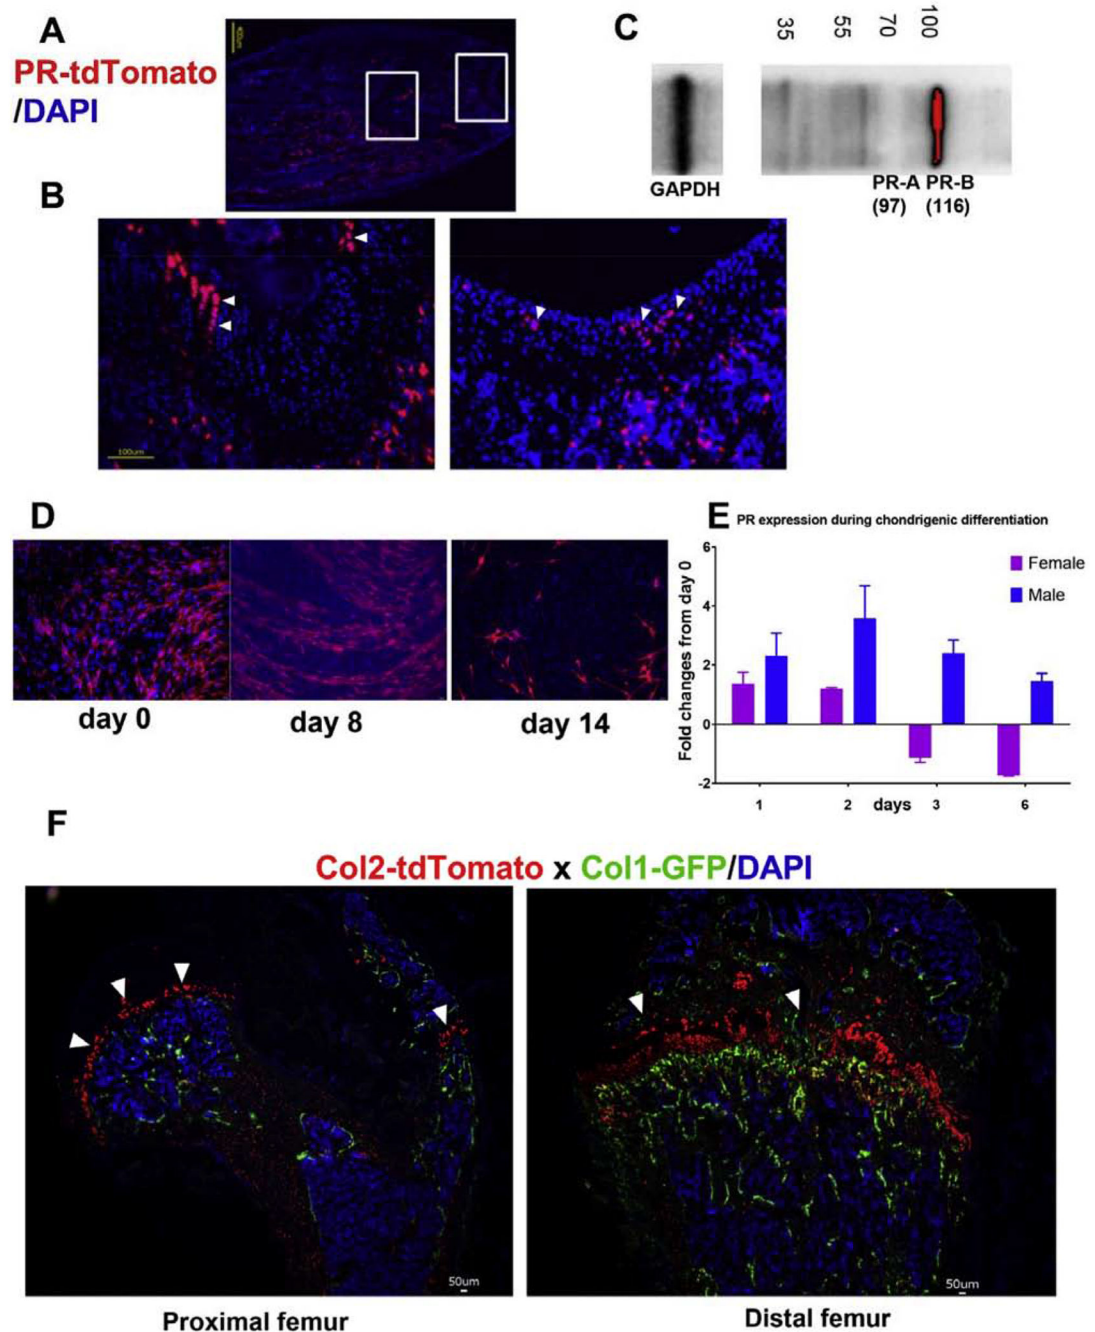 A
PR-tdTomato
/DAPI
400um
B
100um
C
35 55 70 100
GAPDH
PR-A PR-B
(97) (116)
D
day 0
day 8
day 14
E
PR expression during chondrigenic differentiation
Fold changes from day 0
6
4
2
0
-2
Female
Male
1 2 days 3 6
F
Col2-tdTomato x Col1-GFP/DAPI
50um
50um
Proximal femur
Distal femur